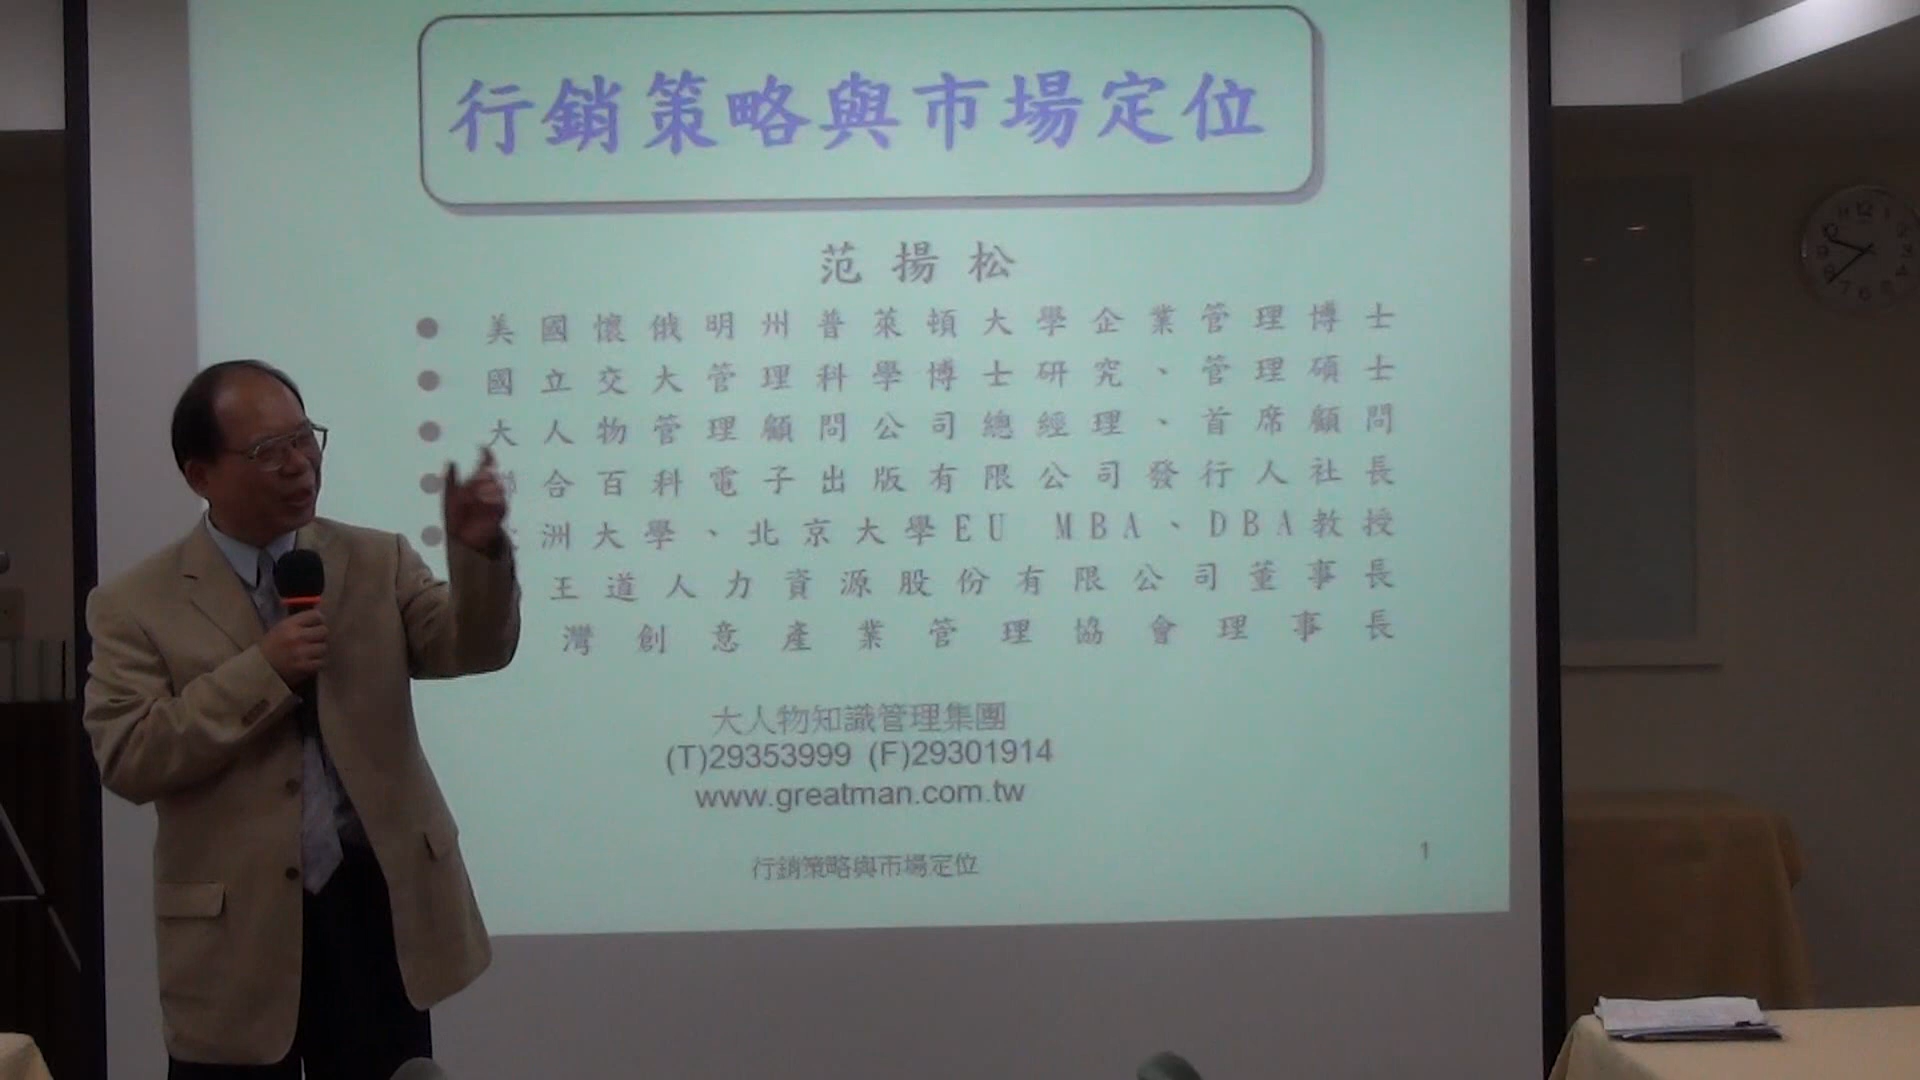 行銷策略與市場定位
范揚松
美國懷俄明州普萊頓大學企業管理博士
國立交大管理科學博士研究、管理碩士
大人物管理顧問公司總經理、首席顧問
合百科電子出版有限公司發行人社長
洲大學、北京大學EU MBA、DBA教授
王道人力資源股份有限公司董事長
灣創意產業管理協會理事長
大人物知識管理集團
(T)29353999 (F)29301914
www.greatman.com.tw
行銷策略與市場定位
1